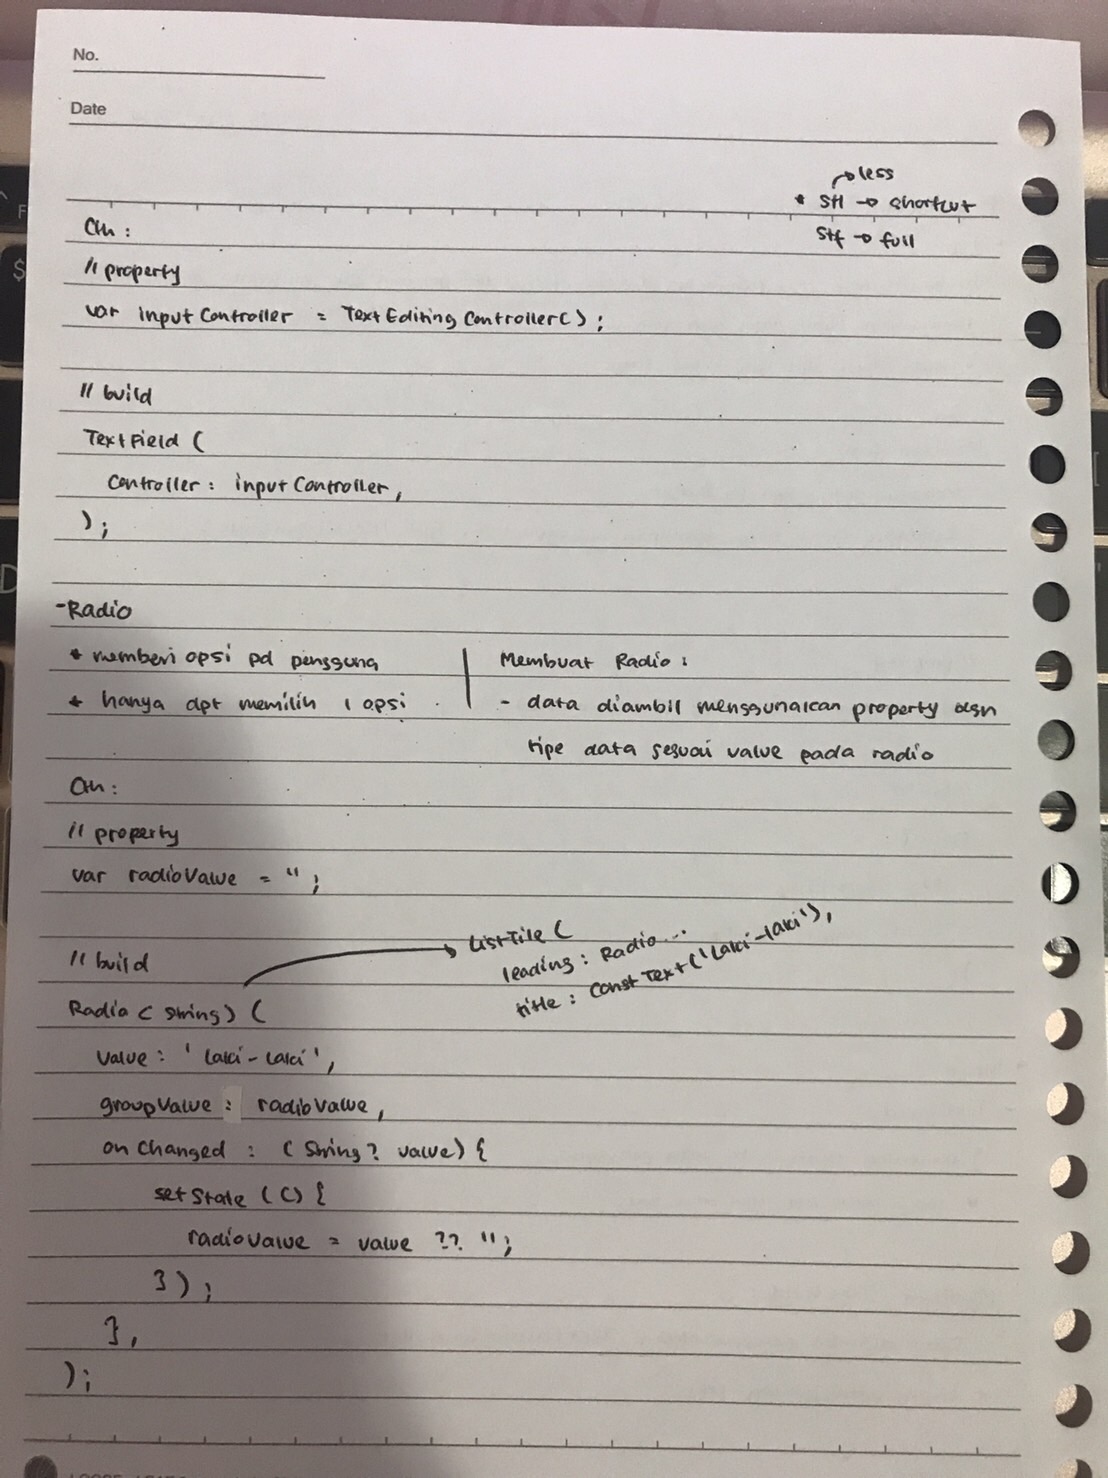 No.
Date
less
* stl → shortcut
stf → full
Cth :
// property
var inputController = TextEditingController();
// build
TextField (
controller : inputController,
);
- Radio
* memberi opsi pd pengguna
* hanya dpt memilih 1 opsi .
Membuat Radio :
- data diambil menggunakan property dgn
tipe data sesuai value pada radio
Cth :
// property
var radioValue = '' ;
// build
→ ListTile (
leading : Radio...
title : const Text ('Laki-laki'),
Radio < String > (
value : ' Laki - Laki ',
groupValue : radioValue,
onChanged : ( String? value) {
setState ( () {
radioValue = value ?? '' ;
} ) ;
},
);